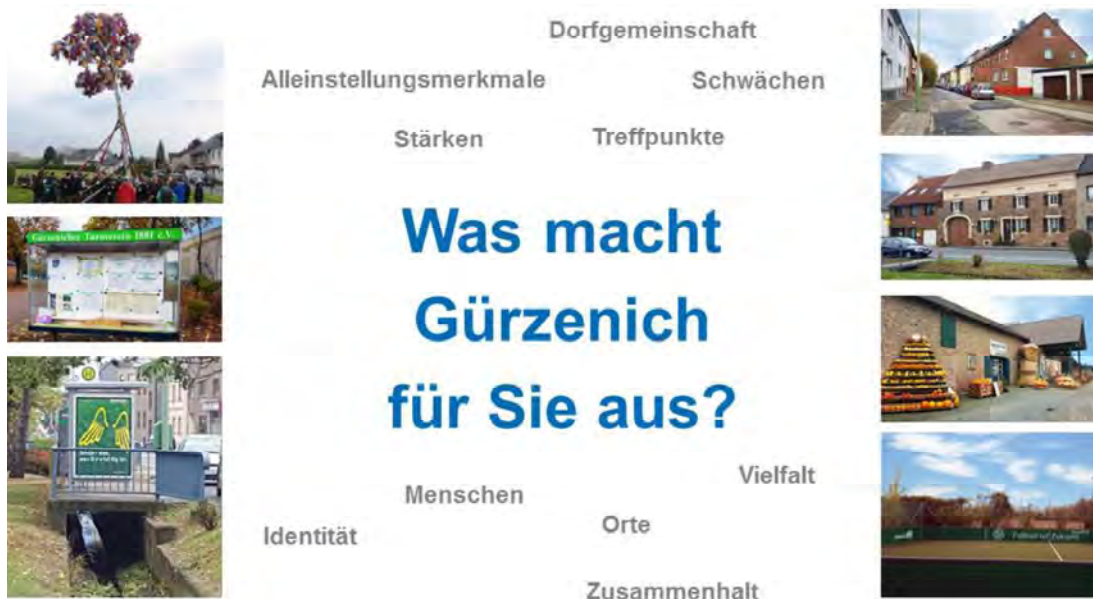 Dorfgemeinschaft
Alleinstellungsmerkmale
Schwächen
Stärken
Treffpunkte
Was macht
Gürzenich
für Sie aus?
Vielfalt
Menschen
Orte
Identität
Zusammenhalt
Gürzenicher Turnverein 1881 e.V.